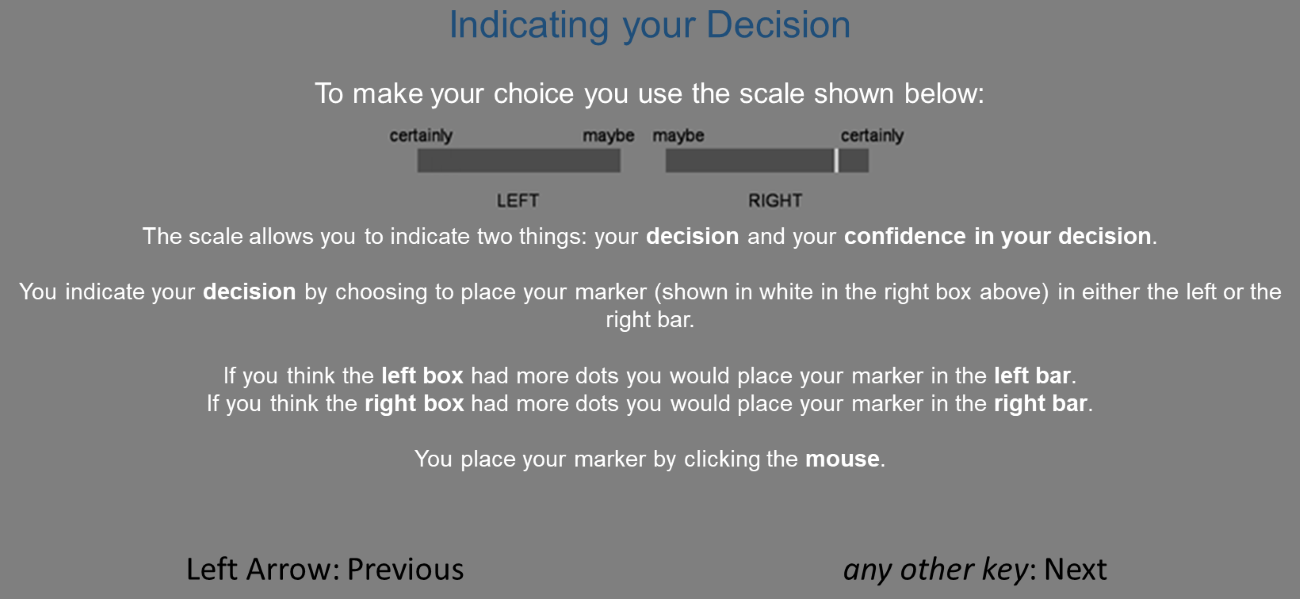 Indicating your Decision
To make your choice you use the scale shown below:
certainly maybe maybe certainly
LEFT RIGHT
The scale allows you to indicate two things: your decision and your confidence in your decision.
You indicate your decision by choosing to place your marker (shown in white in the right box above) in either the left or the
right bar.
If you think the left box had more dots you would place your marker in the left bar.
If you think the right box had more dots you would place your marker in the right bar.
You place your marker by clicking the mouse.
Left Arrow: Previous any other key: Next